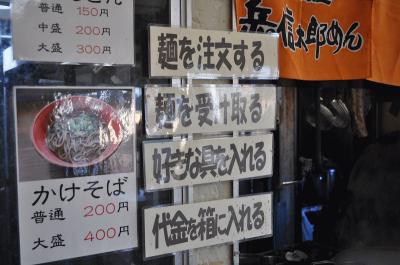 普通 150円
中盛 200円
大盛 300円
かけそば
普通 200円
大盛 400円
麺を注文する
麺を受け取る
好きな具を入れる
代金を箱に入れる
信太郎めん